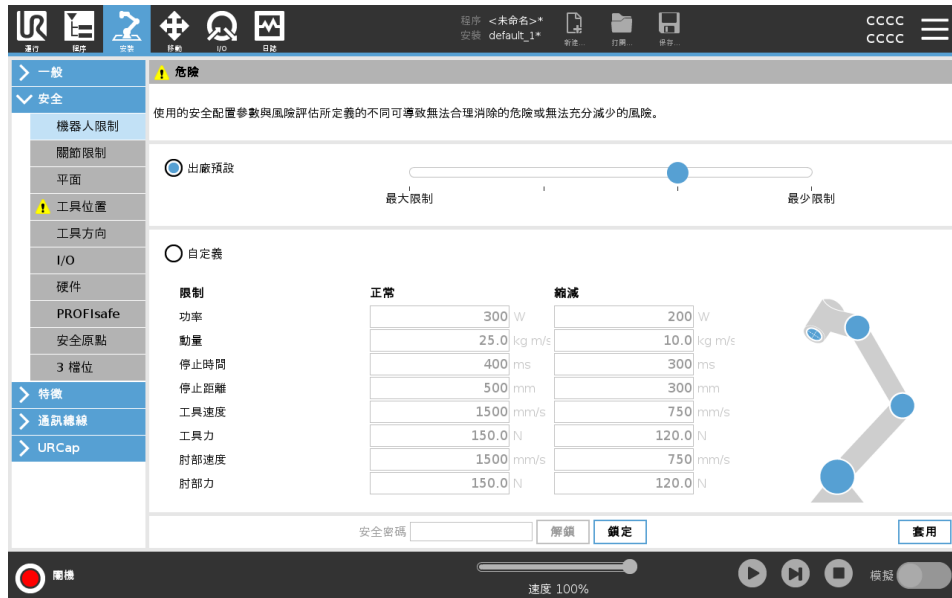 運行
程序
安裝
移動
I/O
日誌
程序 <未命名>*
安裝 default_1*
新建...
打開...
保存...
CCCC
CCCC
一般
安全
機器人限制
關節限制
平面
工具位置
工具方向
I/O
硬件
PROFIsafe
安全原點
3 檔位
特徵
通訊總線
URCap
危險
使用的安全配置參數與風險評估所定義的不同可導致無法合理消除的危險或無法充分減少的風險。
出廠預設
最大限制 最少限制
自定義
限制 正常 縮減
功率 300 W 200 W
動量 25.0 kg m/s 10.0 kg m/s
停止時間 400 ms 300 ms
停止距離 500 mm 300 mm
工具速度 1500 mm/s 750 mm/s
工具力 150.0 N 120.0 N
肘部速度 1500 mm/s 750 mm/s
肘部力 150.0 N 120.0 N
安全密碼 解鎖 鎖定 套用
關機
速度 100%
模擬